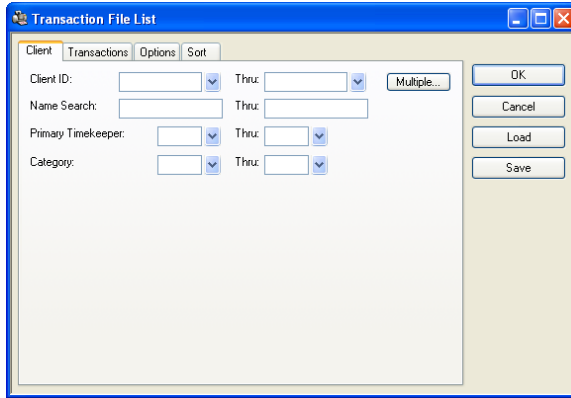 Transaction File List
Client Transactions Options Sort
Client ID: Thru: Multiple...
Name Search: Thru:
Primary Timekeeper: Thru:
Category: Thru:
OK
Cancel
Load
Save